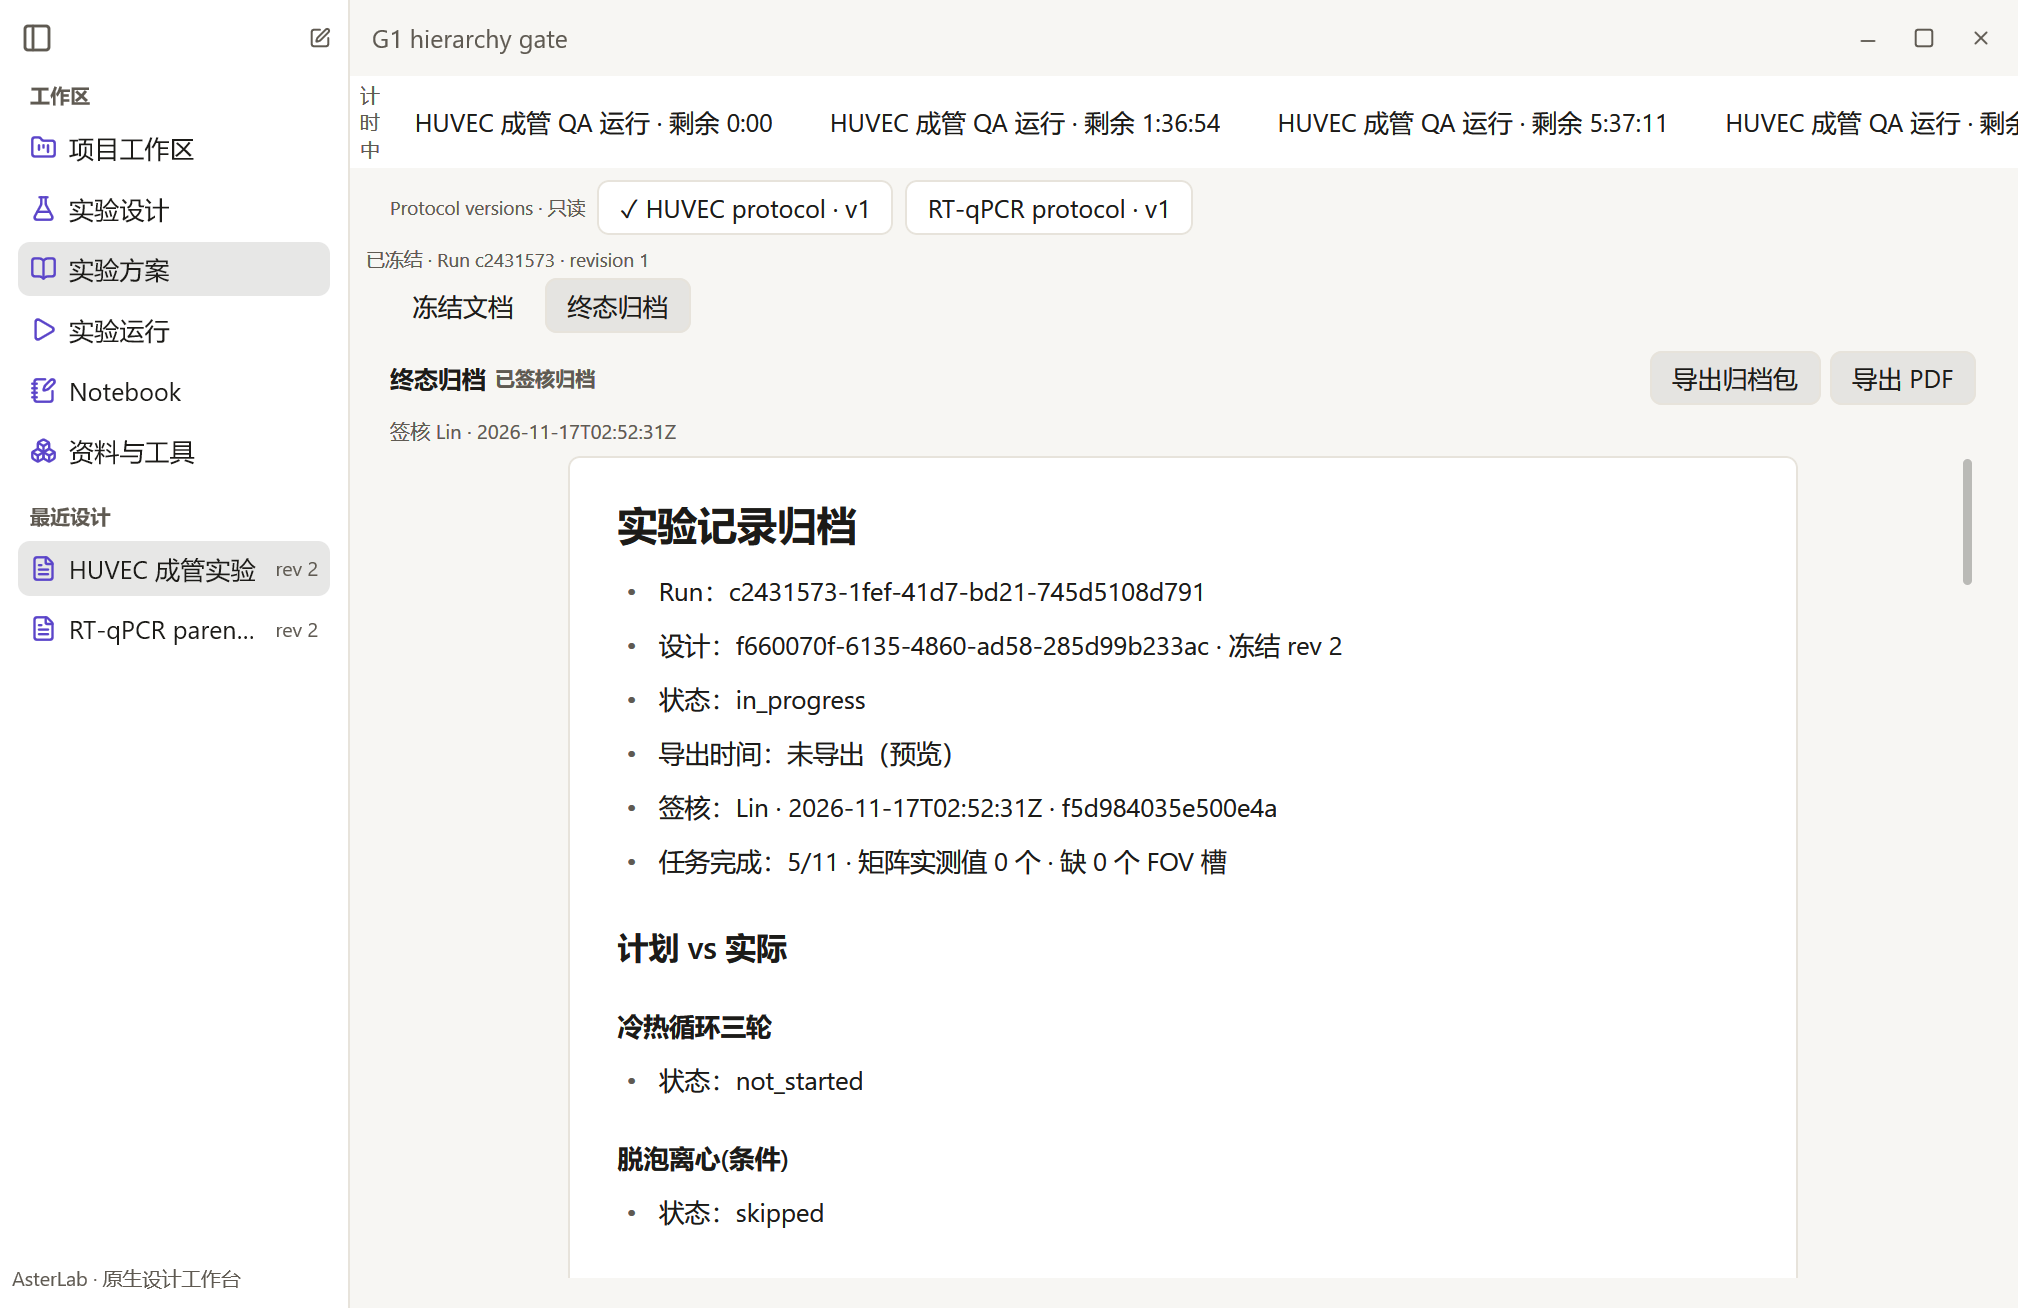 G1 hierarchy gate
工作区
项目工作区
实验设计
实验方案
实验运行
Notebook
资料与工具
最近设计
HUVEC 成管实验 rev 2
RT-qPCR paren... rev 2
AsterLab · 原生设计工作台
计时中
HUVEC 成管 QA 运行 · 剩余 0:00
HUVEC 成管 QA 运行 · 剩余 1:36:54
HUVEC 成管 QA 运行 · 剩余 5:37:11
HUVEC 成管 QA 运行 · 剩余
Protocol versions · 只读
✓ HUVEC protocol · v1
RT-qPCR protocol · v1
已冻结 · Run c2431573 · revision 1
冻结文档
终态归档
终态归档 已签核归档
导出归档包
导出 PDF
签核 Lin · 2026-11-17T02:52:31Z
实验记录归档
• Run：c2431573-1fef-41d7-bd21-745d5108d791
• 设计：f660070f-6135-4860-ad58-285d99b233ac · 冻结 rev 2
• 状态：in_progress
• 导出时间：未导出（预览）
• 签核：Lin · 2026-11-17T02:52:31Z · f5d984035e500e4a
• 任务完成：5/11 · 矩阵实测值 0 个 · 缺 0 个 FOV 槽
计划 vs 实际
冷热循环三轮
• 状态：not_started
脱泡离心(条件)
• 状态：skipped